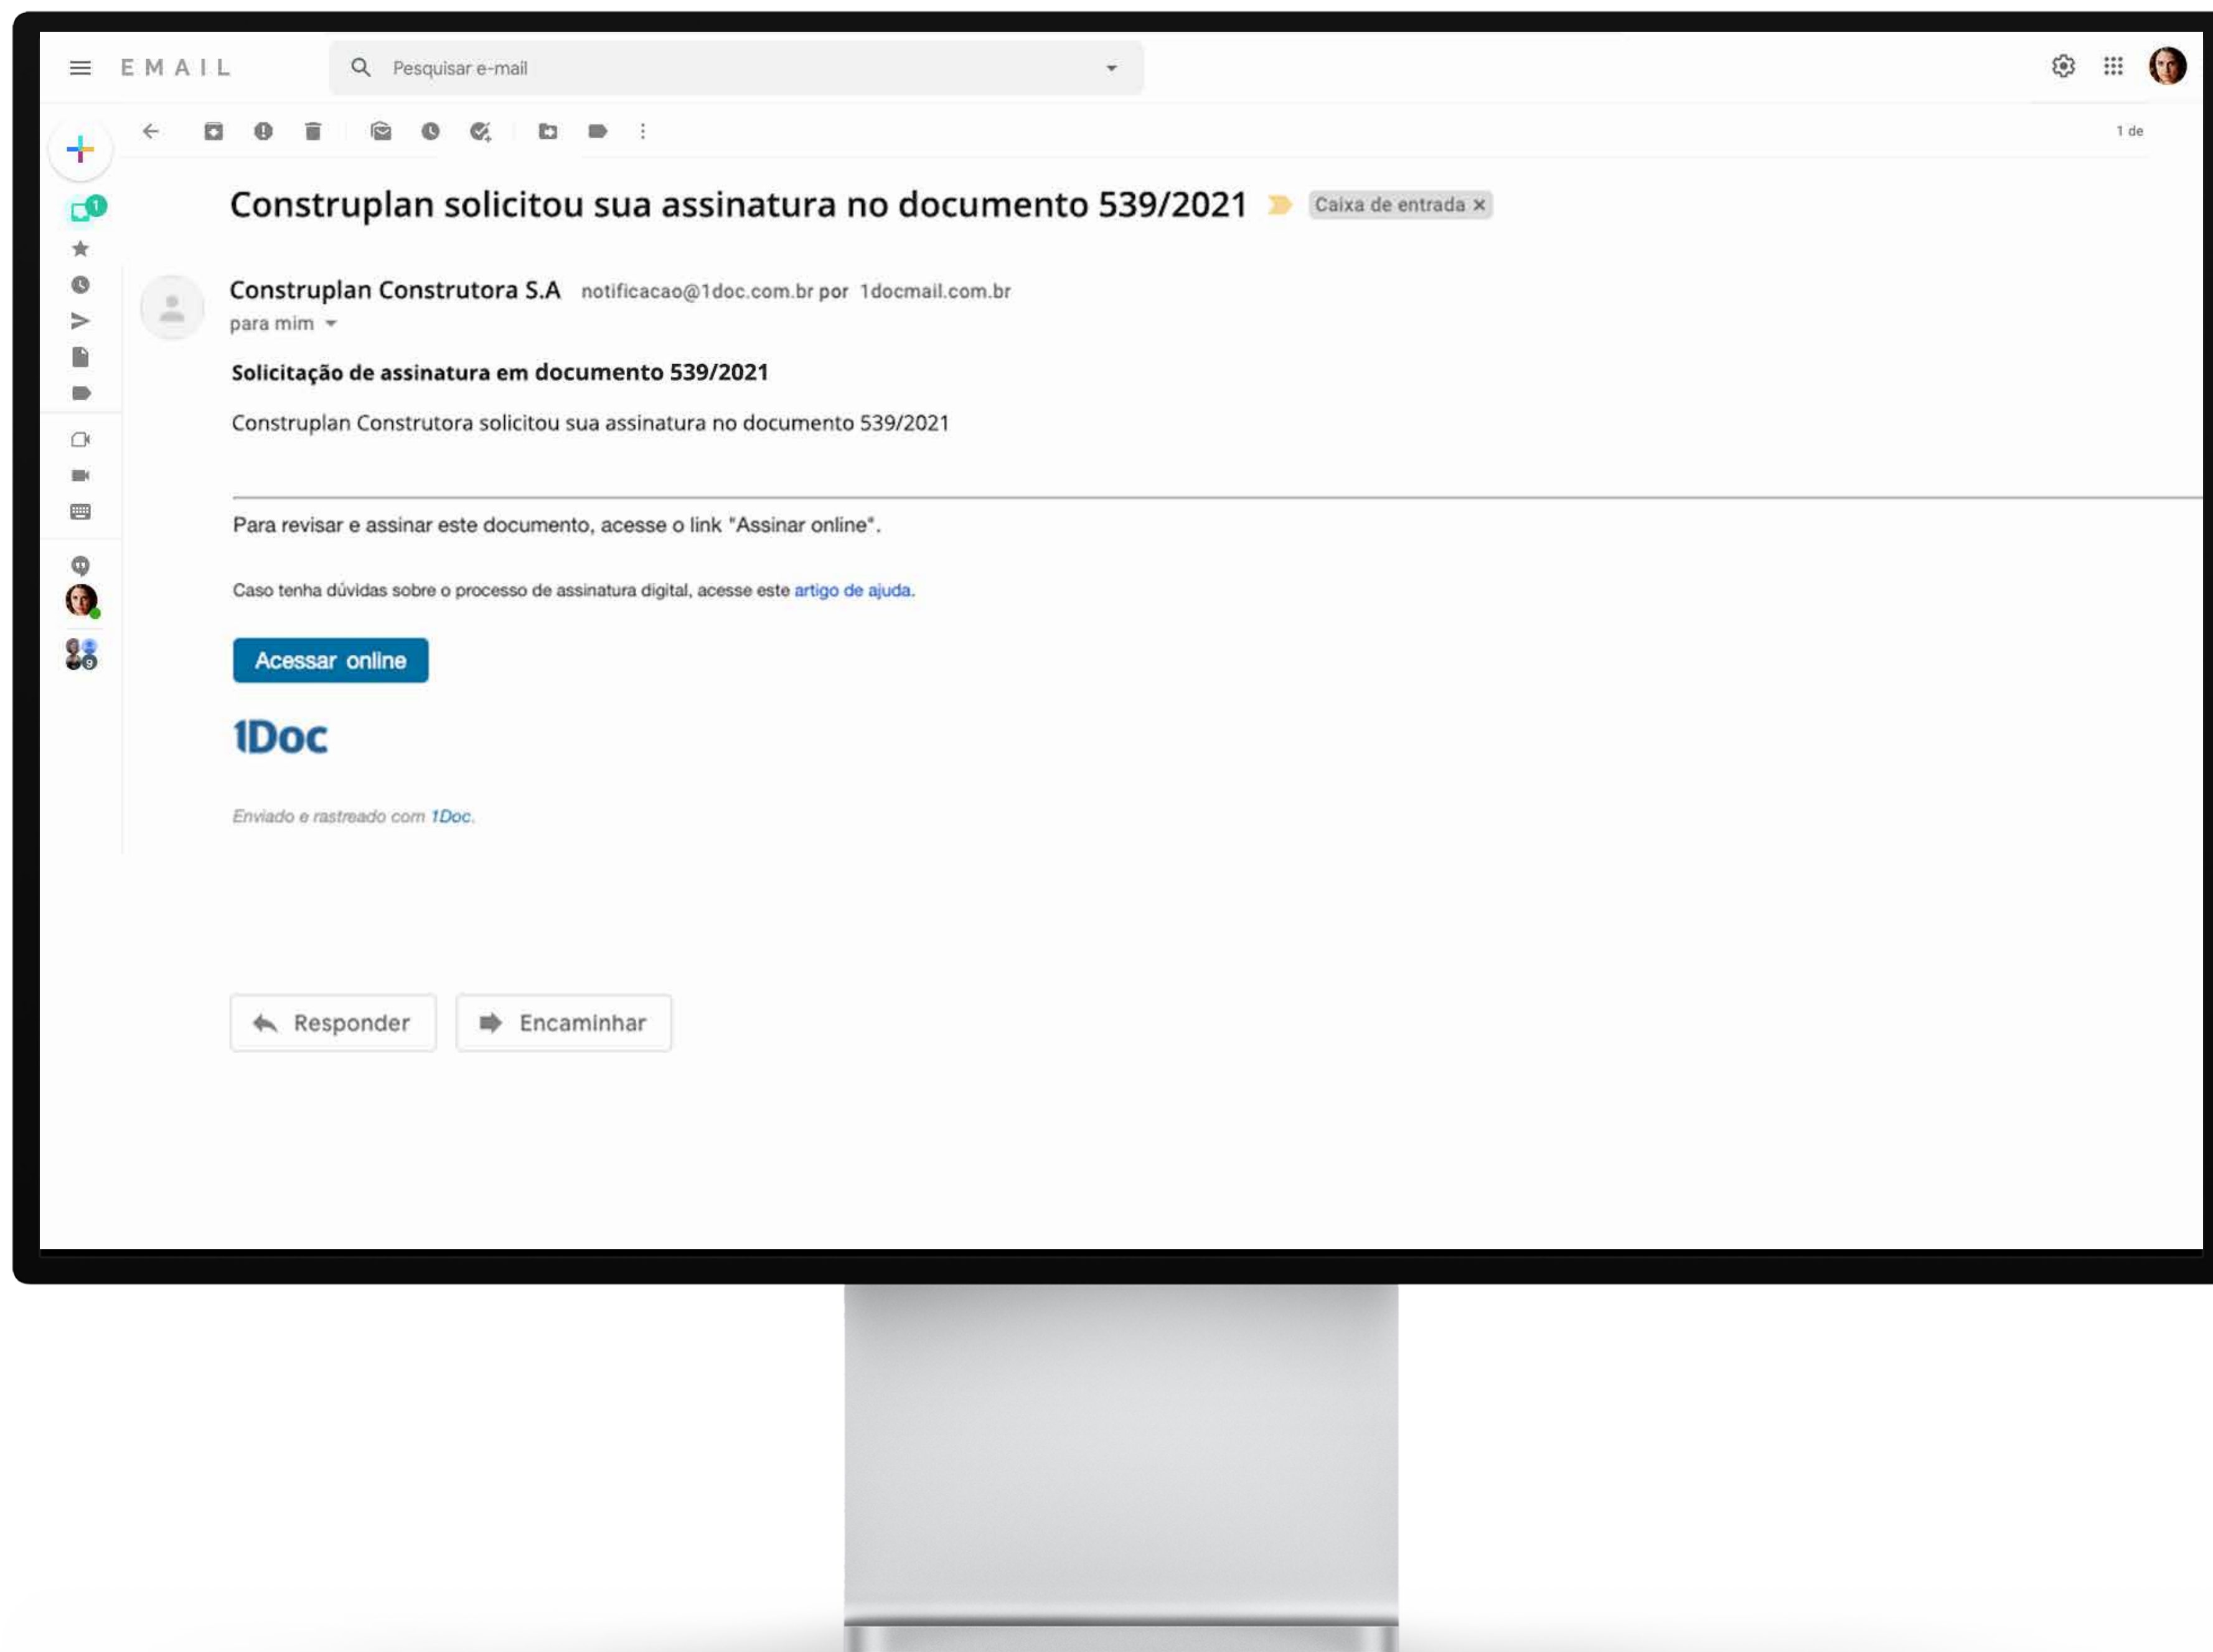 EMAIL
Pesquisar e-mail
1 de
1
Construplan solicitou sua assinatura no documento 539/2021
Caixa de entrada ×
Construplan Construtora S.A notificacao@1doc.com.br por 1docmail.com.br
para mim
Solicitação de assinatura em documento 539/2021
Construplan Construtora solicitou sua assinatura no documento 539/2021
Para revisar e assinar este documento, acesse o link "Assinar online".
Caso tenha dúvidas sobre o processo de assinatura digital, acesse este artigo de ajuda.
Acessar online
9
1Doc
Enviado e rastreado com 1Doc.
Responder
Encaminhar